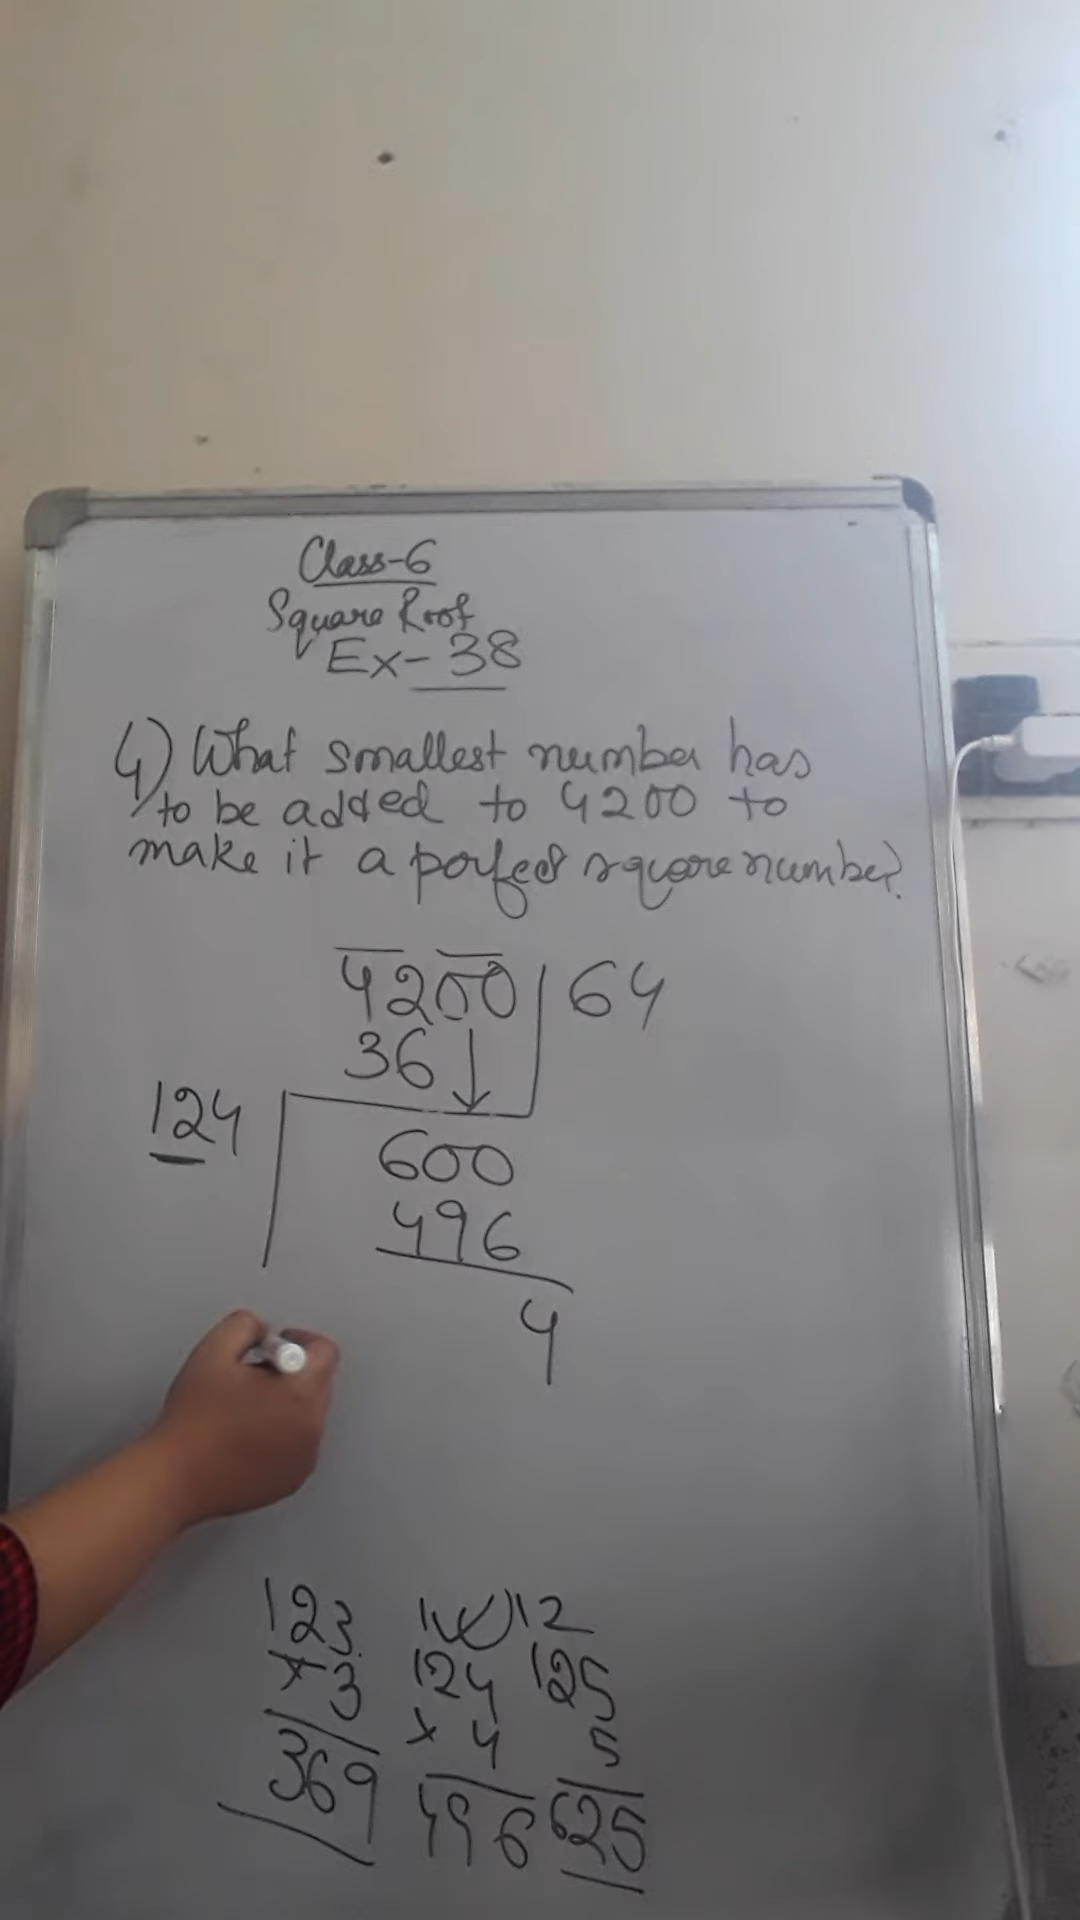 Class-6
Square Root
Ex-38
4) What smallest number has
to be added to 4200 to
make it a perfect square number?
4200 64
36
124
600
496
4
123 12
× 3 124 125
369 × 4 5
496 625